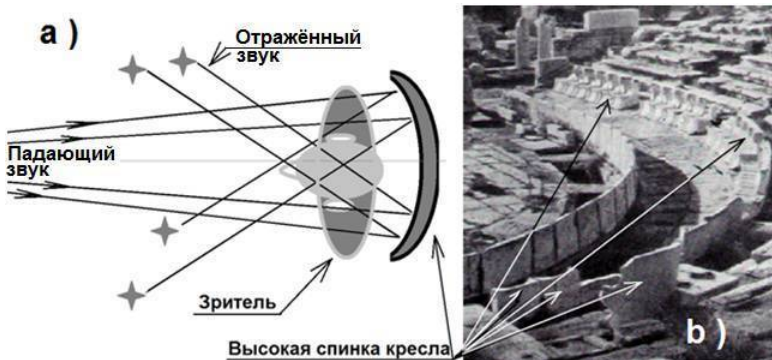 a )
Отражённый
звук
Падающий
звук
Зритель
Высокая спинка кресла
b )